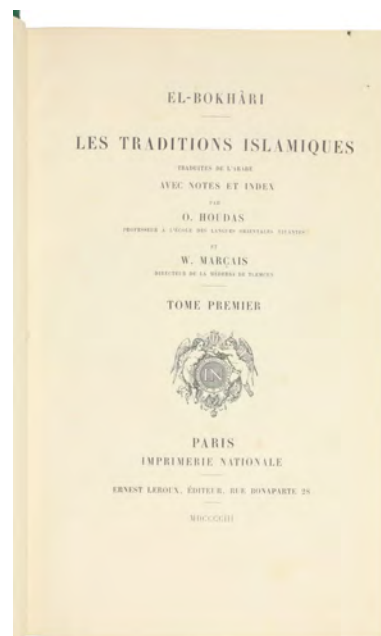 EL-BOKHÂRI
LES TRADITIONS ISLAMIQUES
TRADUITES DE L'ARABE
AVEC NOTES ET INDEX
PAR
O. HOUDAS
PROFESSEUR À L'ÉCOLE DES LANGUES ORIENTALES VIVANTES
ET
W. MARÇAIS
DIRECTEUR DE LA MÉDERSA DE TLEMCEN
TOME PREMIER
IN
PARIS
IMPRIMERIE NATIONALE
ERNEST LEROUX, ÉDITEUR, RUE BONAPARTE 28
MDCCCCIII